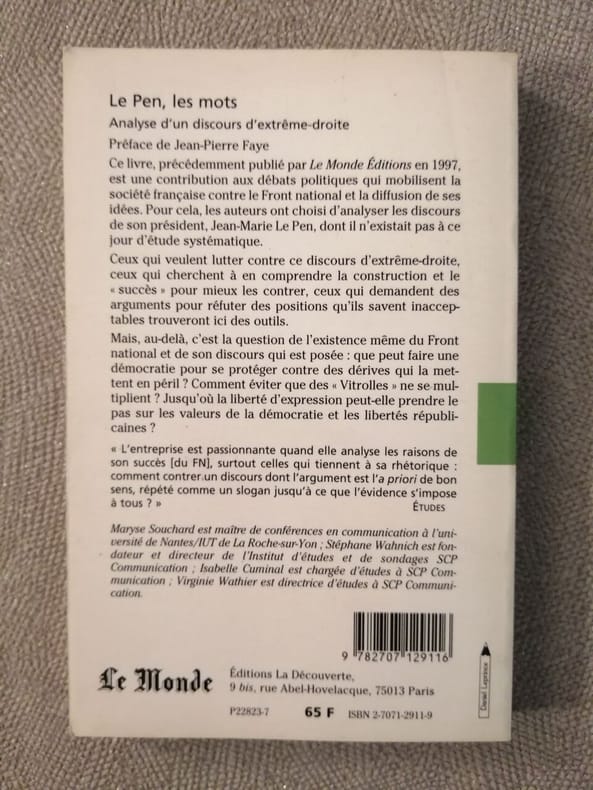 Le Pen, les mots
Analyse d'un discours d'extrême-droite
Préface de Jean-Pierre Faye
Ce livre, précédemment publié par Le Monde Éditions en 1997,
est une contribution aux débats politiques qui mobilisent la
société française contre le Front national et la diffusion de ses
idées. Pour cela, les auteurs ont choisi d'analyser les discours
de son président, Jean-Marie Le Pen, dont il n'existait pas à ce
jour d'étude systématique.
Ceux qui veulent lutter contre ce discours d'extrême-droite,
ceux qui cherchent à en comprendre la construction et le
« succès » pour mieux les contrer, ceux qui demandent des
arguments pour réfuter des positions qu'ils savent inaccep-
tables trouveront ici des outils.
Mais, au-delà, c'est la question de l'existence même du Front
national et de son discours qui est posée : que peut faire une
démocratie pour se protéger contre des dérives qui la met-
tent en péril ? Comment éviter que des « Vitrolles » ne se mul-
tiplient ? Jusqu'où la liberté d'expression peut-elle prendre le
pas sur les valeurs de la démocratie et les libertés républi-
caines ?
« L'entreprise est passionnante quand elle analyse les raisons de
son succès [du FN], surtout celles qui tiennent à sa rhétorique :
comment contrer un discours dont l'argument est l'a priori de bon
sens, répété comme un slogan jusqu'à ce que l'évidence s'impose
à tous ? » ÉTUDES
Maryse Souchard est maître de conférences en communication à l'uni-
versité de Nantes/IUT de La Roche-sur-Yon ; Stéphane Wahnich est fon-
dateur et directeur de l'Institut d'études et de sondages SCP
Communication ; Isabelle Cuminal est chargée d'études à SCP Com-
munication ; Virginie Wathier est directrice d'études à SCP Communi-
cation.
9 782707 129116
Le Monde
Éditions La Découverte,
9 bis, rue Abel-Hovelacque, 75013 Paris
P22823-7 65 F ISBN 2-7071-2911-9
Daniel Leprince